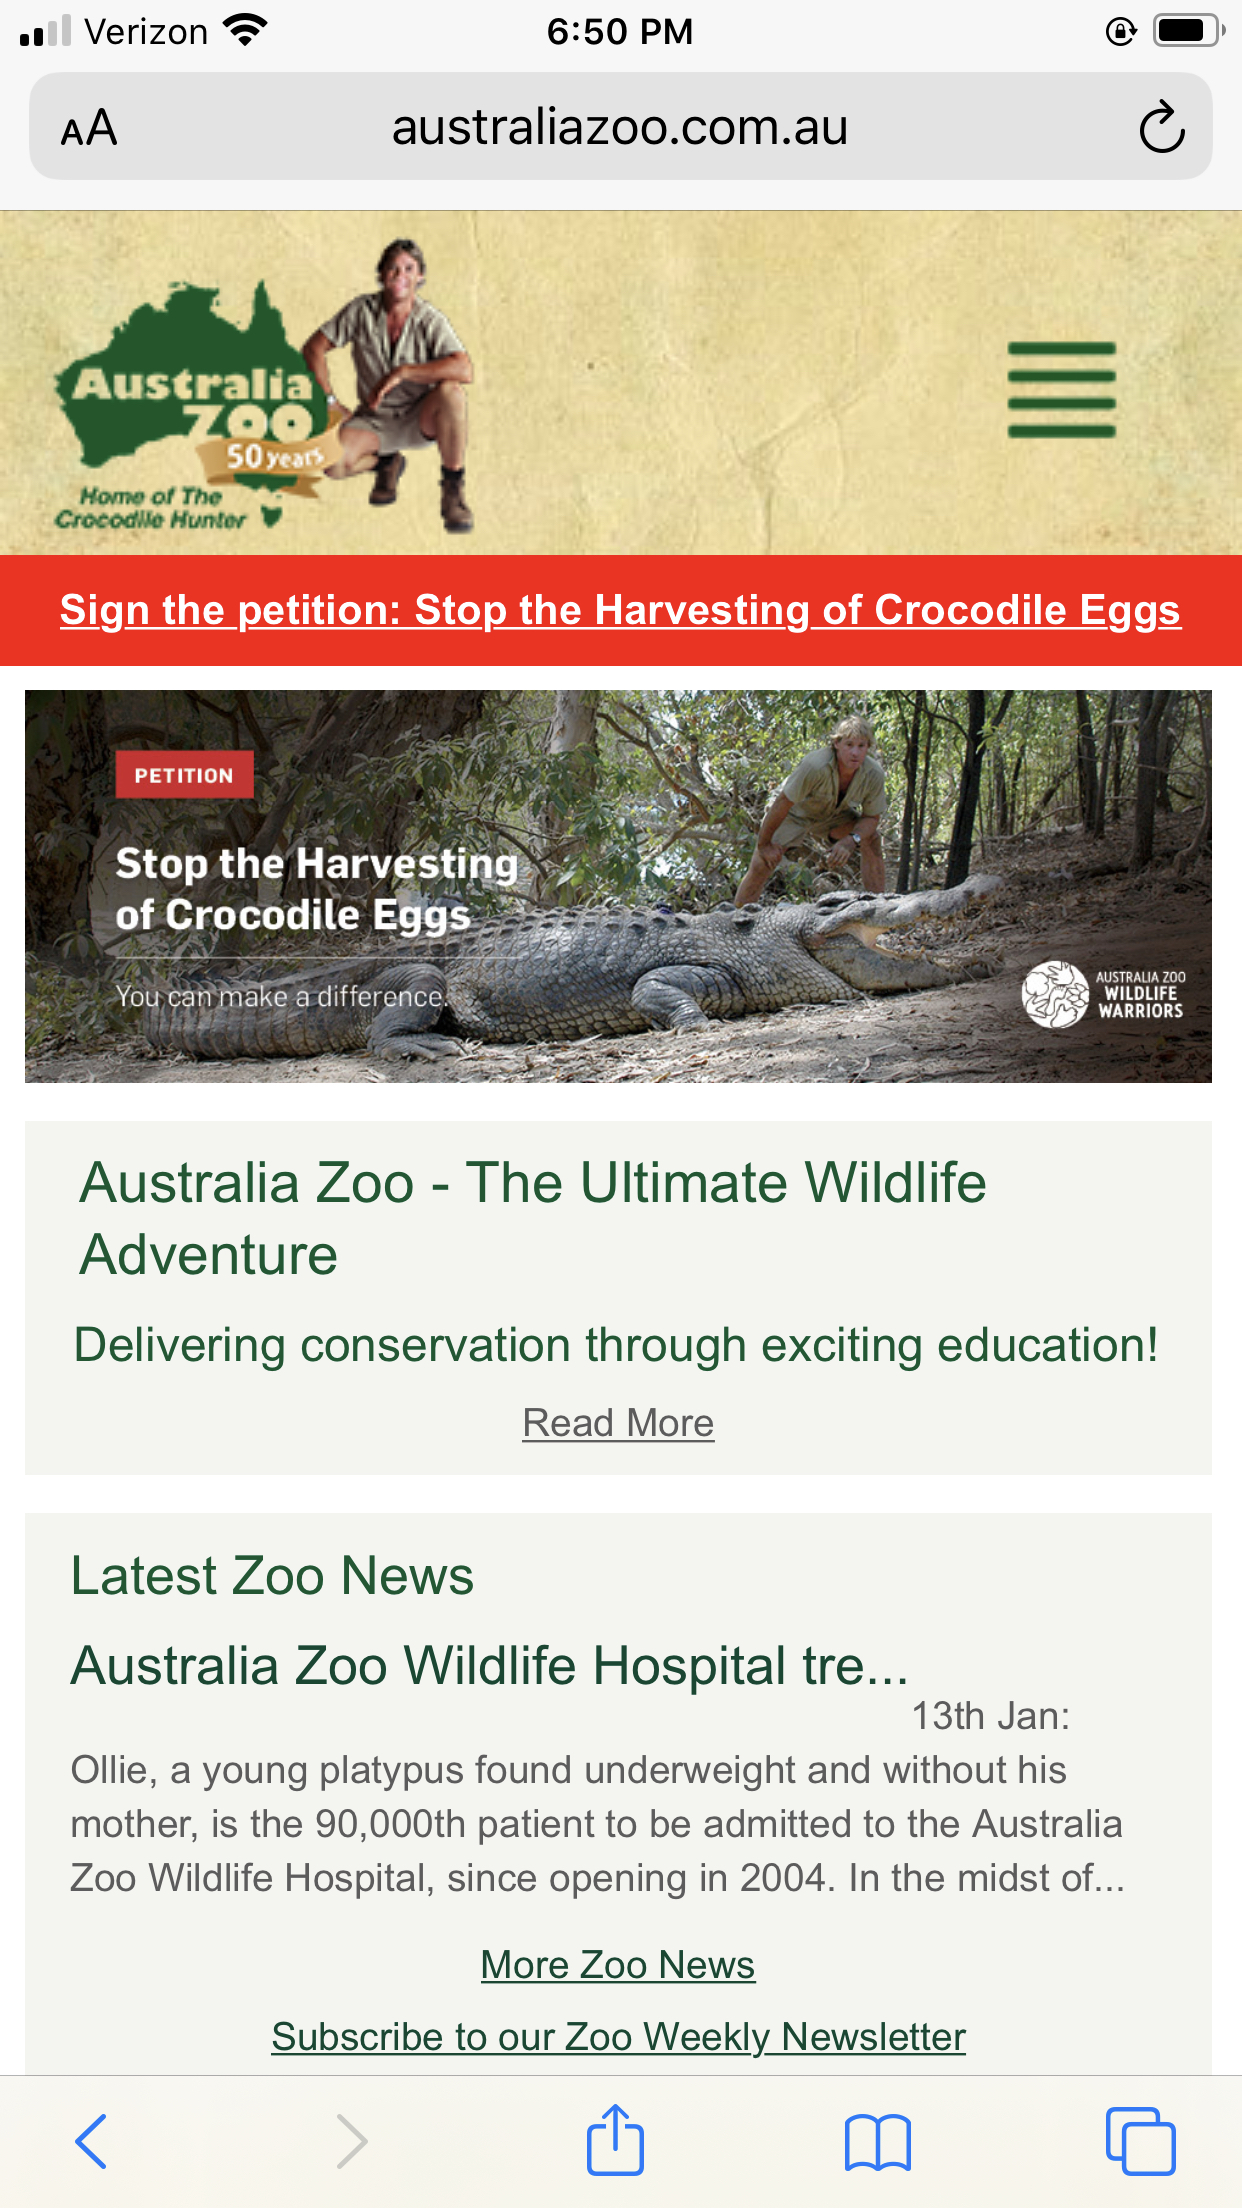 Verizon
6:50 PM
AA
australiazoo.com.au
Australia
ZOO
50 years
Home of The
Crocodile Hunter
Sign the petition: Stop the Harvesting of Crocodile Eggs
PETITION
Stop the Harvesting
of Crocodile Eggs
You can make a difference.
AUSTRALIA ZOO
WILDLIFE
WARRIORS
Australia Zoo - The Ultimate Wildlife
Adventure
Delivering conservation through exciting education!
Read More
Latest Zoo News
Australia Zoo Wildlife Hospital tre...
13th Jan:
Ollie, a young platypus found underweight and without his
mother, is the 90,000th patient to be admitted to the Australia
Zoo Wildlife Hospital, since opening in 2004. In the midst of...
More Zoo News
Subscribe to our Zoo Weekly Newsletter